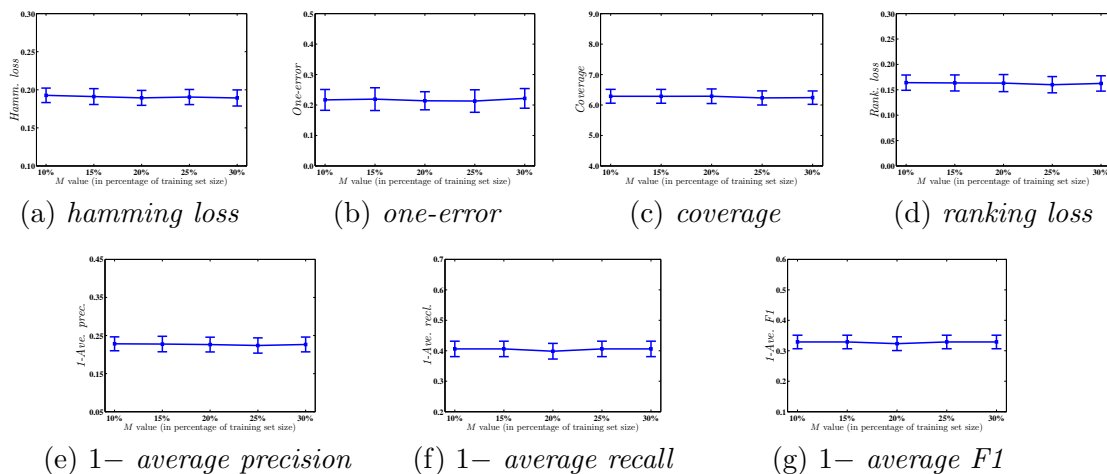 0.30
0.20
0.10
Hamm. loss
10% 15% 20% 25% 30%
M value (in percentage of training set size)
(a) hamming loss
0.5
0.4
0.3
0.2
0.1
0.0
One-error
10% 15% 20% 25% 30%
M value (in percentage of training set size)
(b) one-error
9.0
8.0
7.0
6.0
5.0
4.0
Coverage
10% 15% 20% 25% 30%
M value (in percentage of training set size)
(c) coverage
0.30
0.25
0.20
0.15
0.10
0.05
0.00
Rank. loss
10% 15% 20% 25% 30%
M value (in percentage of training set size)
(d) ranking loss
0.45
0.35
0.25
0.15
0.05
1-Ave. prec.
10% 15% 20% 25% 30%
M value (in percentage of training set size)
(e) 1− average precision
0.7
0.6
0.5
0.4
0.3
0.2
1-Ave. recl.
10% 15% 20% 25% 30%
M value (in percentage of training set size)
(f) 1− average recall
0.6
0.5
0.4
0.3
0.2
0.1
1-Ave. F1
10% 15% 20% 25% 30%
M value (in percentage of training set size)
(g) 1− average F1